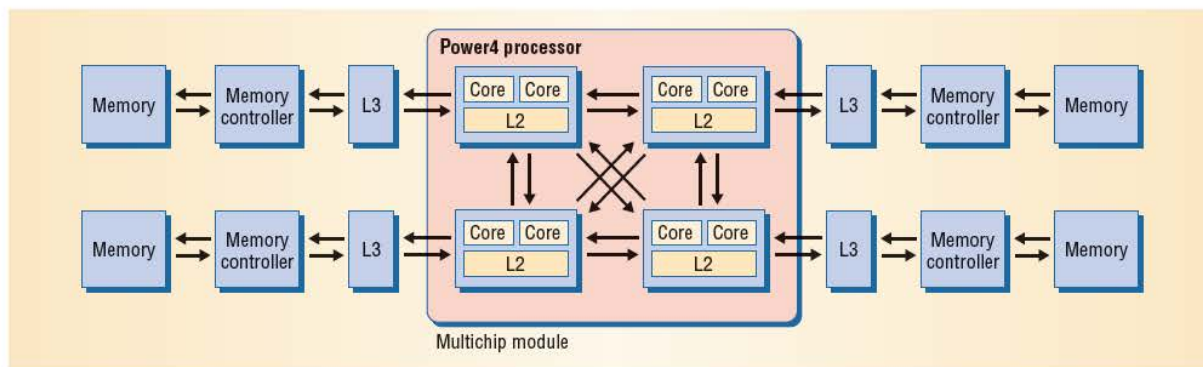 Power4 processor
Memory
Memory
controller
L3
Core Core
L2
Core Core
L2
L3
Memory
controller
Memory
Memory
Memory
controller
L3
Core Core
L2
Core Core
L2
L3
Memory
controller
Memory
Multichip module